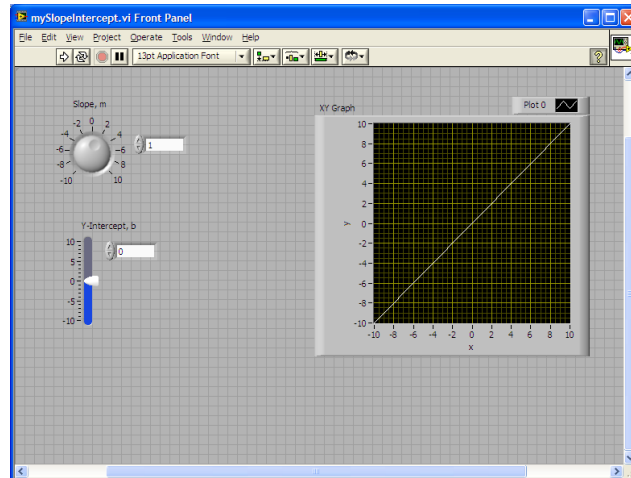 mySlopeIntercept.vi Front Panel
File Edit View Project Operate Tools Window Help
13pt Application Font
?
Slope, m
-2 0 2
-4 4
-6 6
-8 8
-10 10
1
Y-Intercept, b
10
5
0
-5
-10
0
XY Graph
Plot 0
10
8
6
4
2
0
-2
-4
-6
-8
-10
y
-10 -8 -6 -4 -2 0 2 4 6 8 10
x